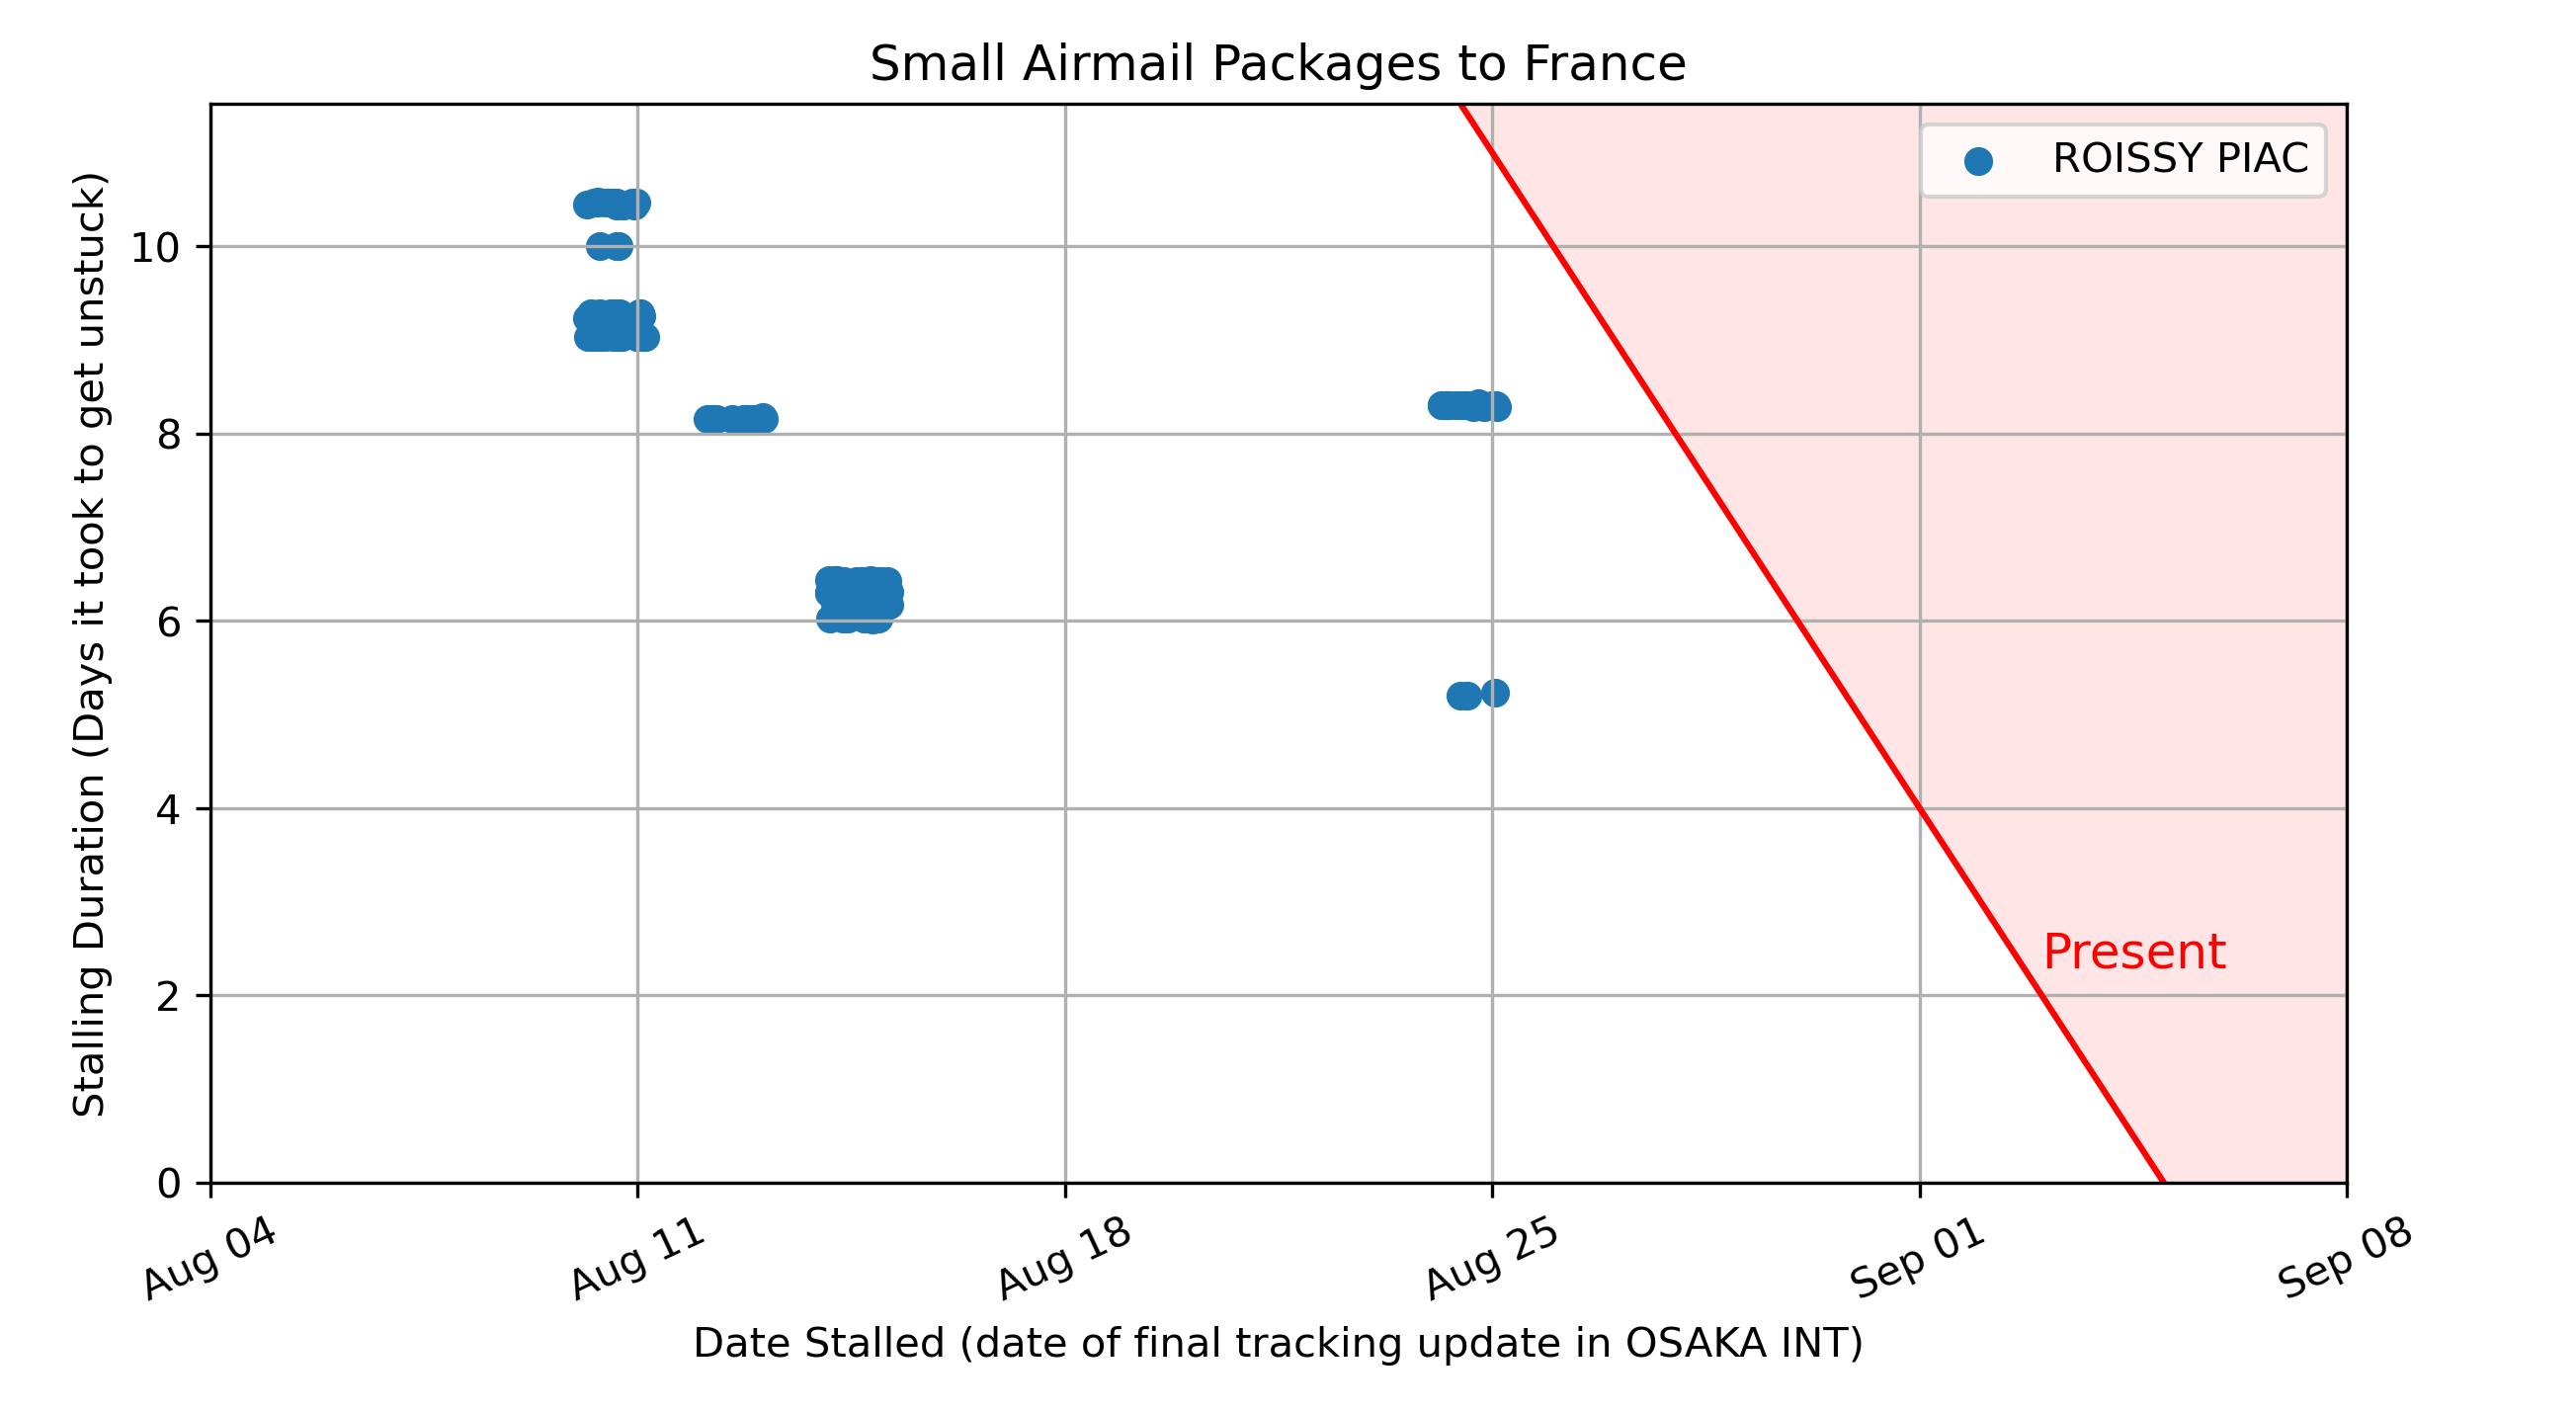 Small Airmail Packages to France
ROISSY PIAC
Present
Stalling Duration (Days it took to get unstuck)
10
8
6
4
2
0
Aug 04
Aug 11
Aug 18
Aug 25
Sep 01
Sep 08
Date Stalled (date of final tracking update in OSAKA INT)